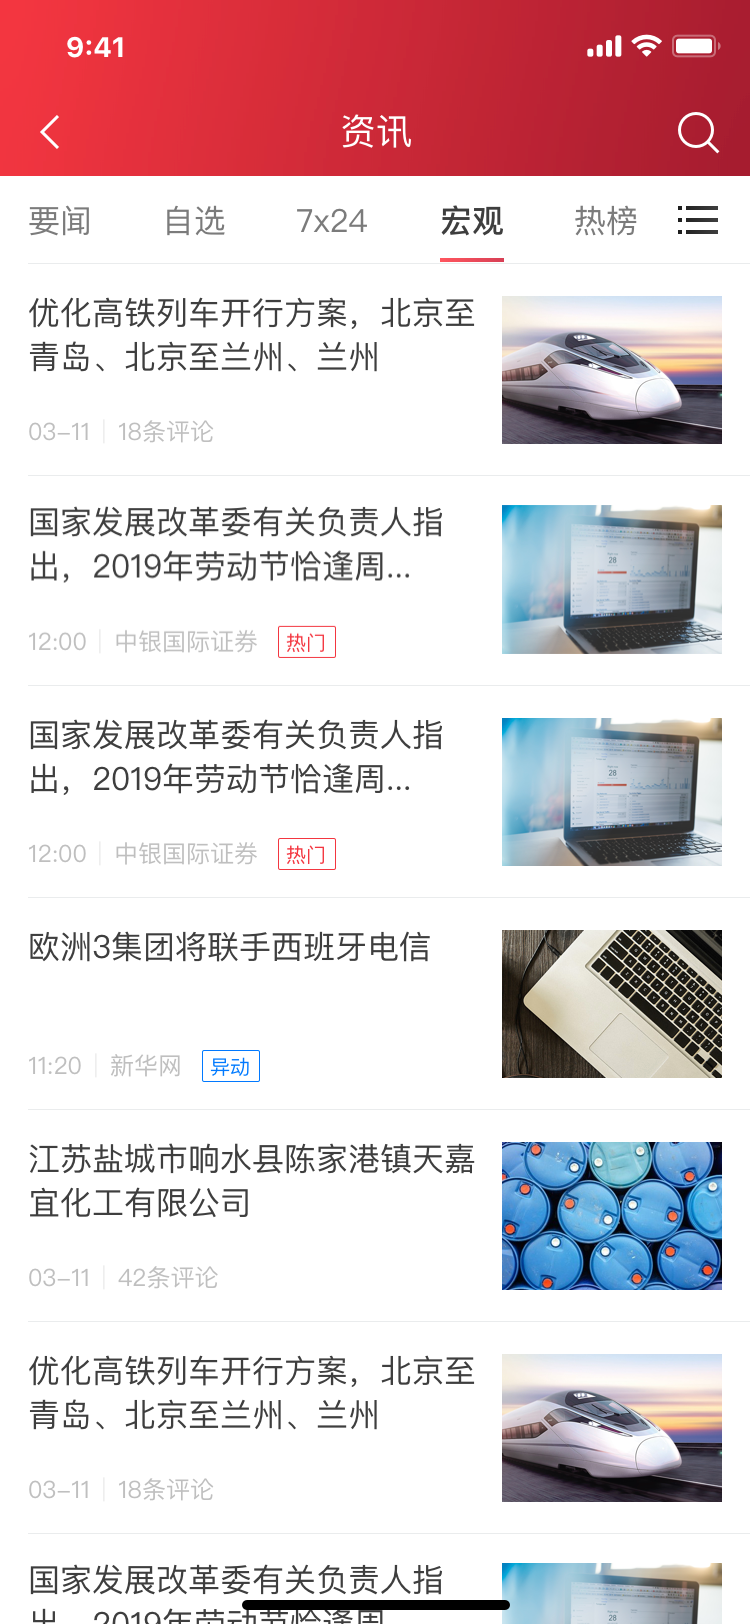 9:41
资讯
要闻 自选 7x24 宏观 热榜
优化高铁列车开行方案，北京至
青岛、北京至兰州、兰州
03-11 18条评论
国家发展改革委有关负责人指
出，2019年劳动节恰逢周...
28
12:00 中银国际证券 热门
国家发展改革委有关负责人指
出，2019年劳动节恰逢周...
28
12:00 中银国际证券 热门
欧洲3集团将联手西班牙电信
11:20 新华网 异动
江苏盐城市响水县陈家港镇天嘉
宜化工有限公司
03-11 42条评论
优化高铁列车开行方案，北京至
青岛、北京至兰州、兰州
03-11 18条评论
国家发展改革委有关负责人指
出，2019年劳动节恰逢周
28